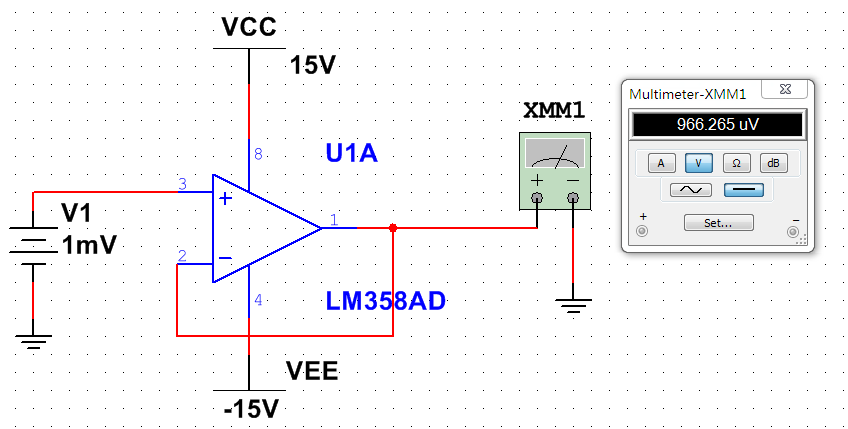 VCC
15V
XMM1
Multimeter-XMM1
966.265 uV
A
V
Ω
dB
Set...
+
−
8
U1A
3
+
V1
1mV
1
2
−
4
LM358AD
+
−
VEE
-15V